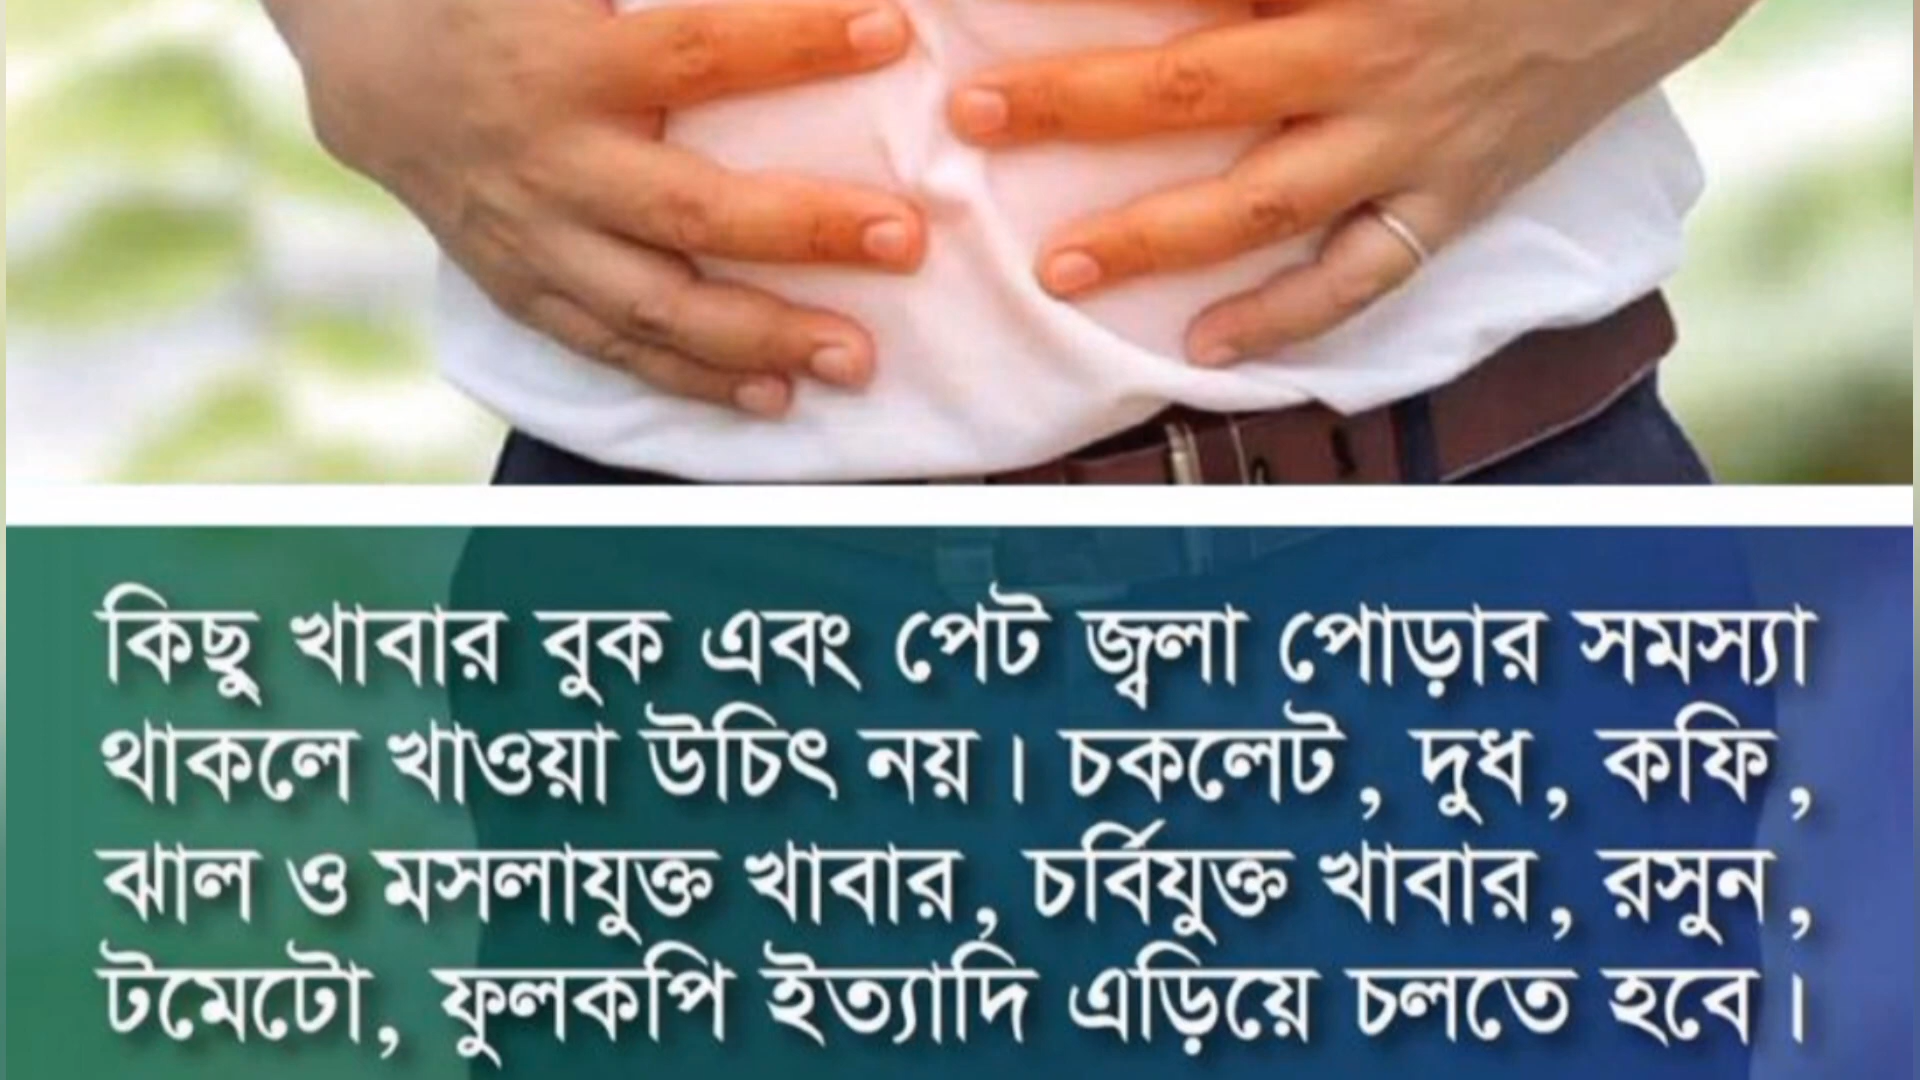 কিছু খাবার বুক এবং পেট জ্বলা পোড়ার সমস্যা
থাকলে খাওয়া উচিৎ নয়। চকলেট, দুধ, কফি,
ঝাল ও মসলাযুক্ত খাবার, চর্বিযুক্ত খাবার, রসুন,
টমেটো, ফুলকপি ইত্যাদি এড়িয়ে চলতে হবে।